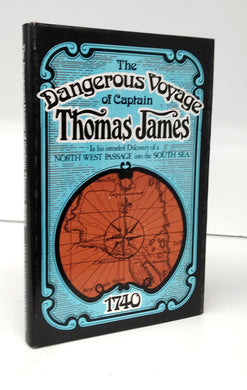 The
Dangerous Voyage
of Captain
Thomas James
In his intended Discovery of a
NORTH WEST PASSAGE into the SOUTH SEA
1740